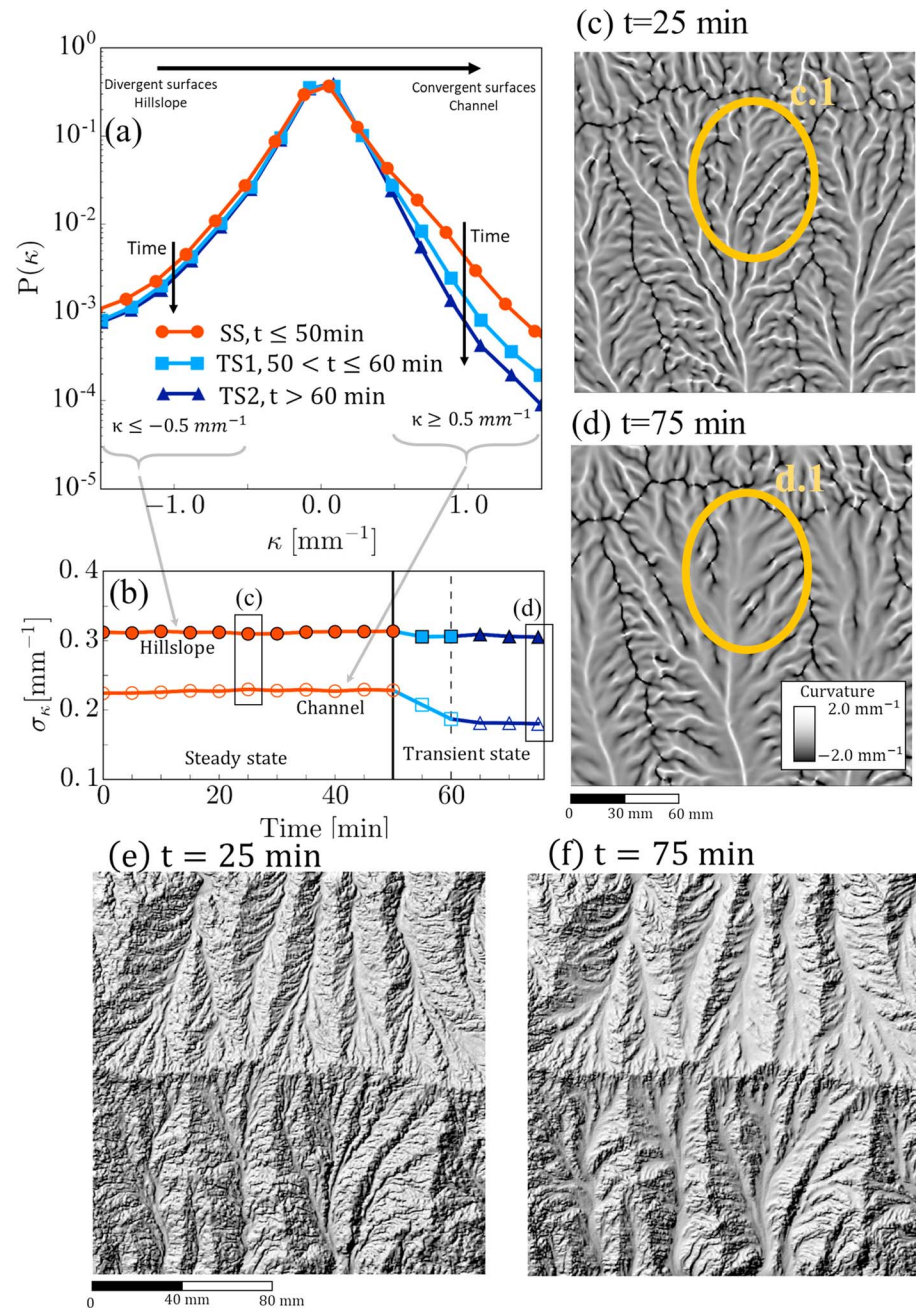 (a)
Divergent surfaces
Hillslope
Convergent surfaces
Channel
10⁰
10⁻¹
10⁻²
10⁻³
10⁻⁴
10⁻⁵
P(κ)
Time
Time
SS, t ≤ 50min
TS1, 50 < t ≤ 60 min
TS2, t > 60 min
κ ≤ −0.5 mm⁻¹
κ ≥ 0.5 mm⁻¹
−1.0 0.0 1.0
κ [mm⁻¹]
(b)
0.4
0.3
0.2
0.1
σκ[mm⁻¹]
(c)
(d)
Hillslope
Channel
Steady state
Transient state
0 20 40 60
Time [min]
(c) t=25 min
c.1
(d) t=75 min
d.1
Curvature
2.0 mm⁻¹
−2.0 mm⁻¹
0 30 mm 60 mm
(e) t = 25 min
0 40 mm 80 mm
(f) t = 75 min